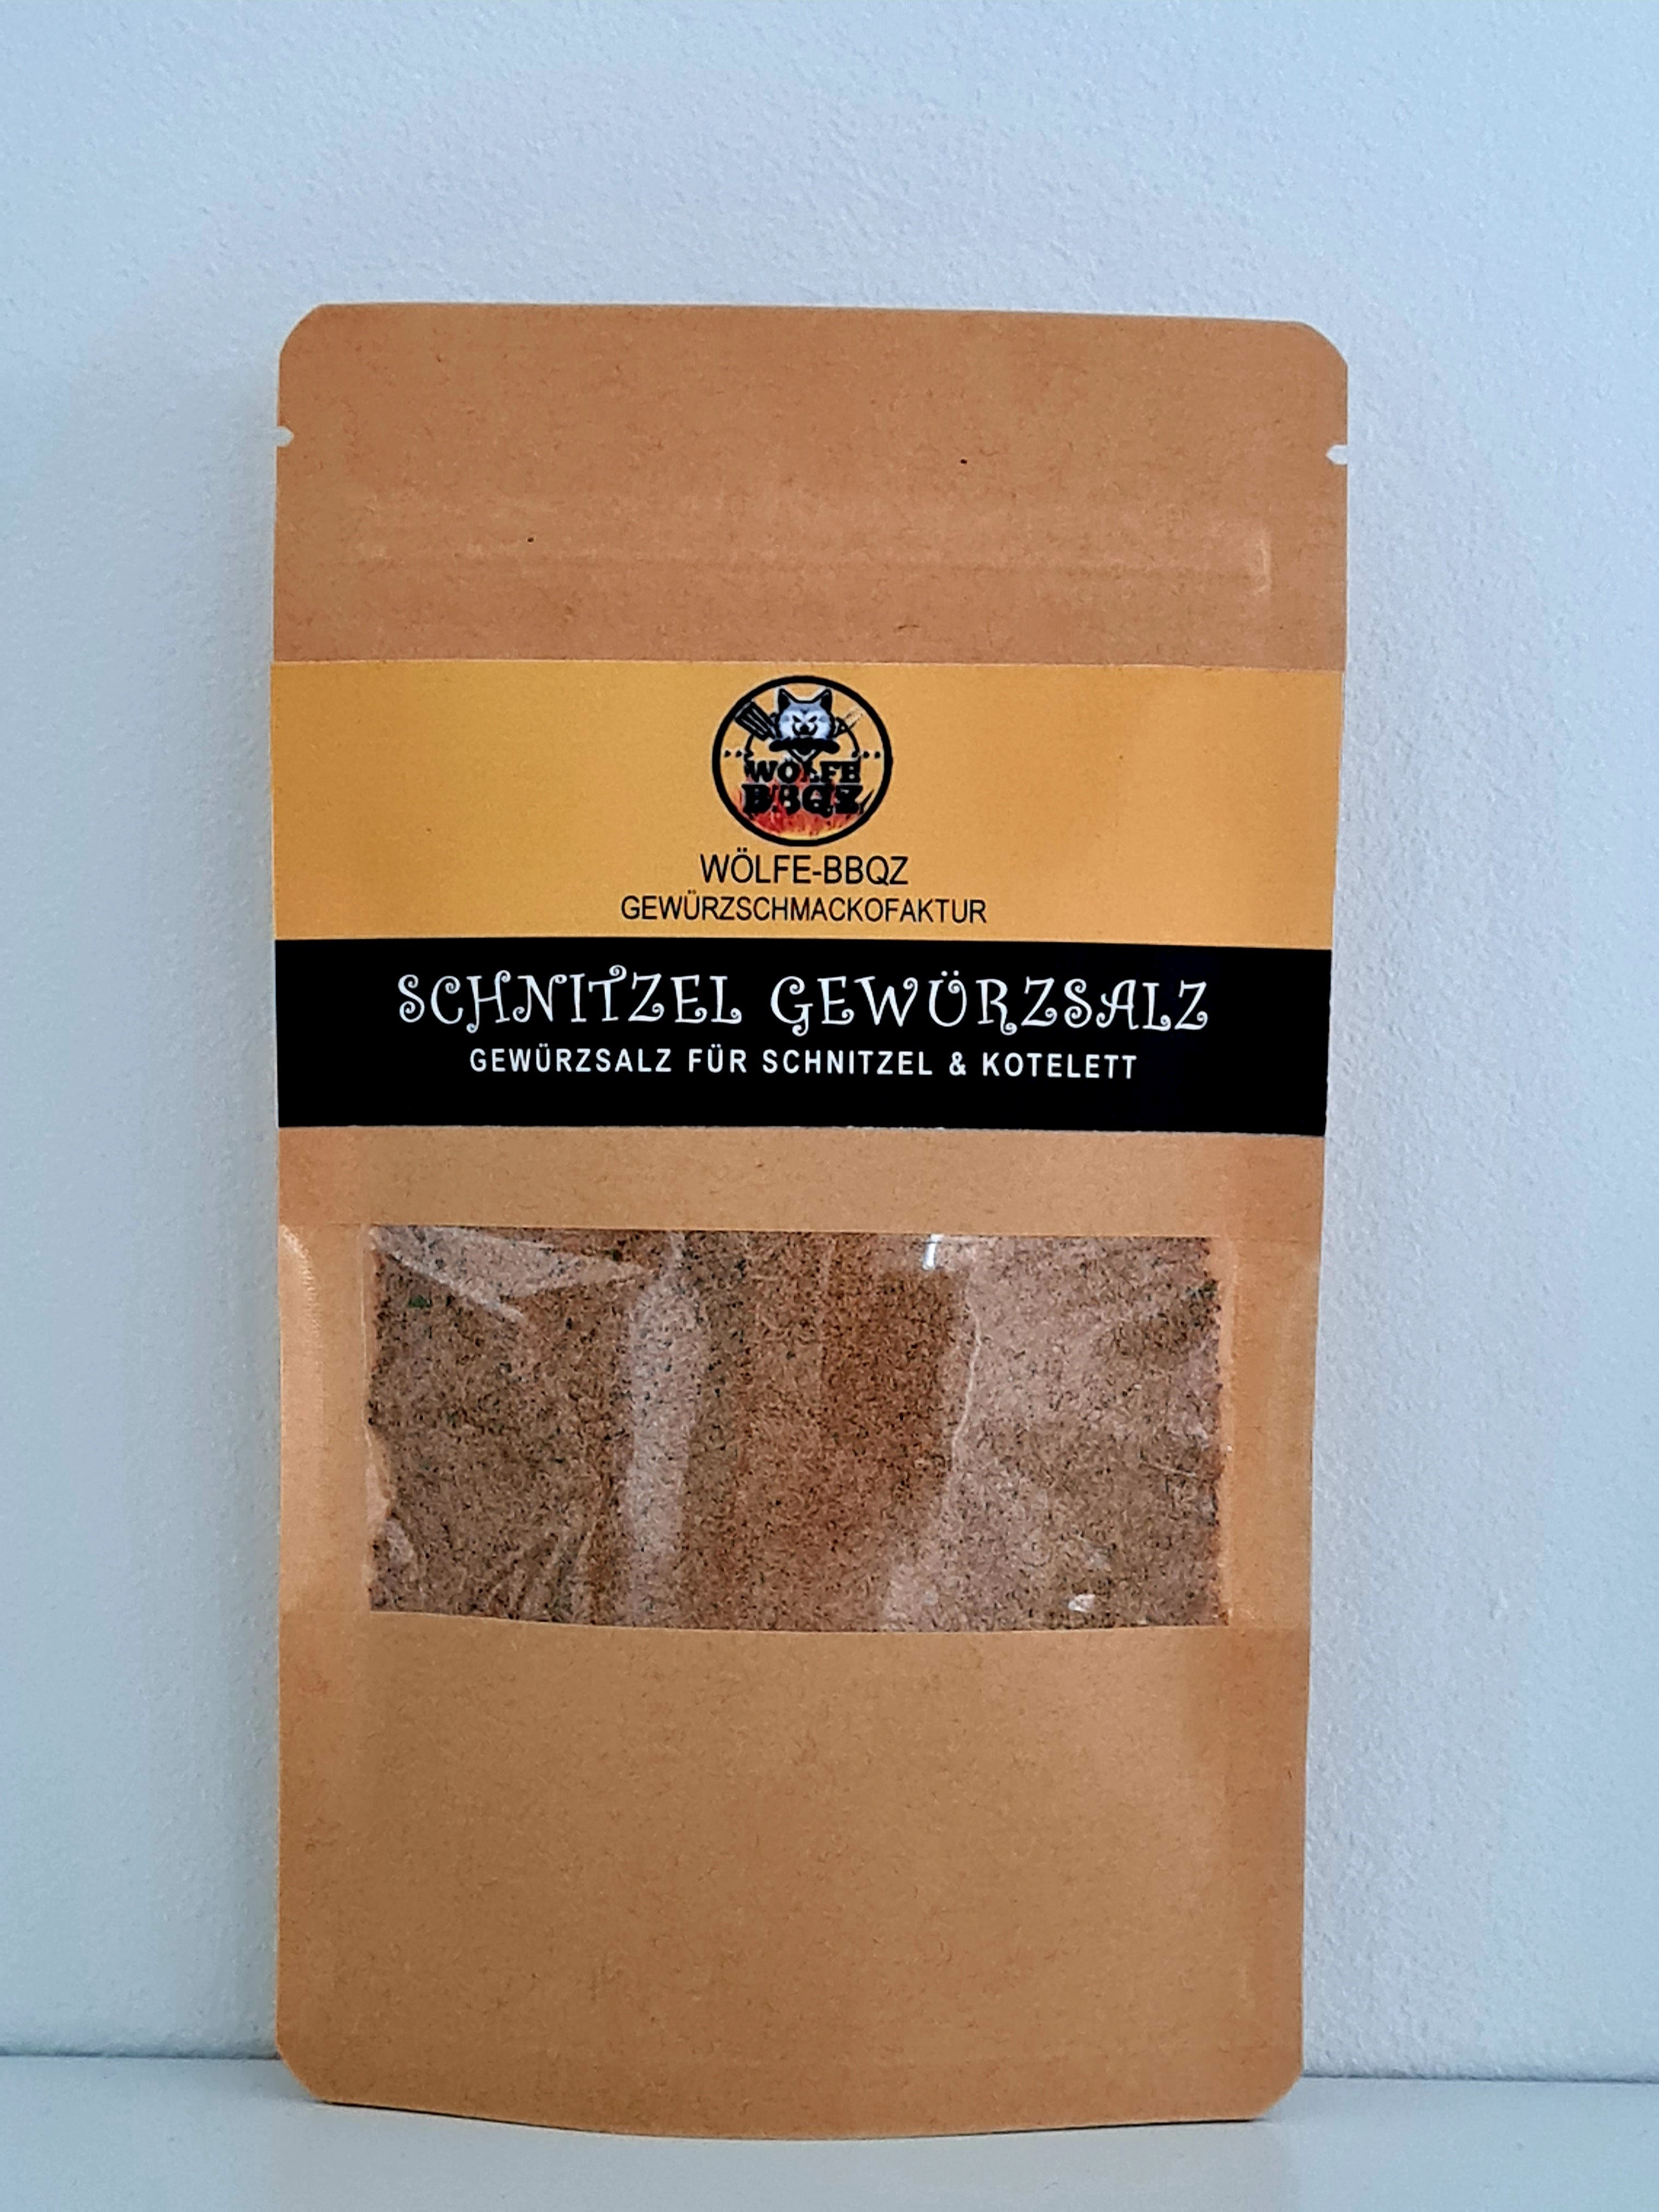 WÖLFE
BBQZ
WÖLFE-BBQZ
GEWÜRZSCHMACKOFAKTUR
SCHNITZEL GEWÜRZSALZ
GEWÜRZSALZ FÜR SCHNITZEL & KOTELETT